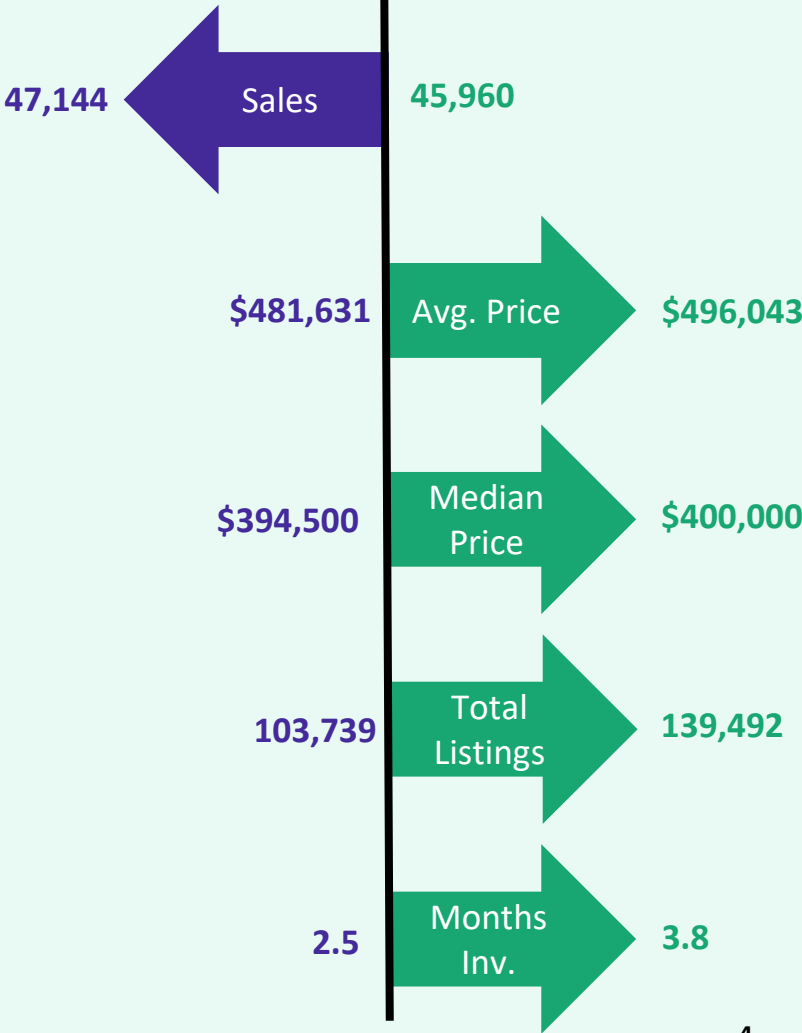 47,144 Sales 45,960
$481,631 Avg. Price $496,043
Median
$394,500 $400,000
Price
Total
103,739 139,492
Listings
Months
2.5 3.8
Inv.